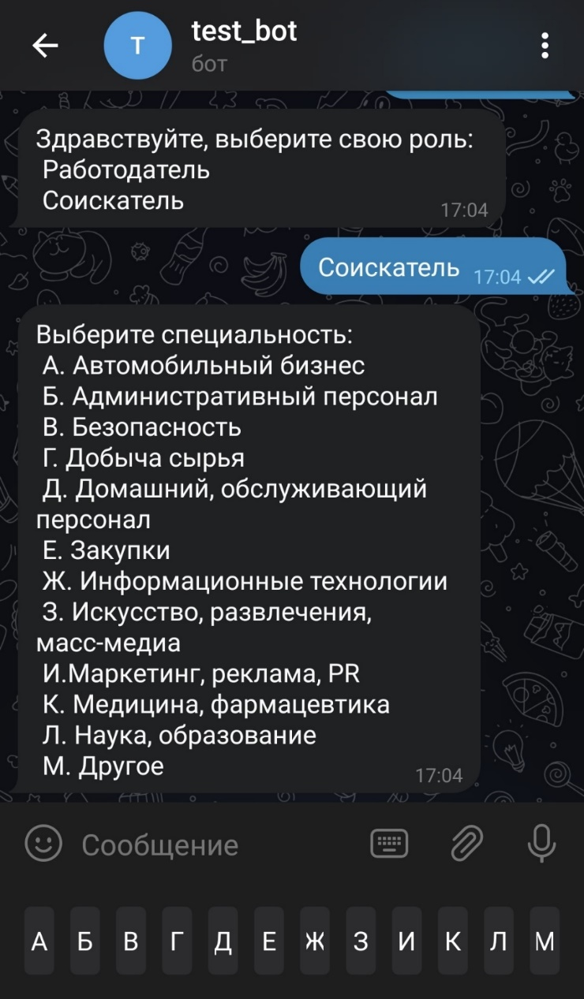 T
test_bot
бот
Здравствуйте, выберите свою роль:
Работодатель
Соискатель
17:04
Соискатель 17:04
Выберите специальность:
А. Автомобильный бизнес
Б. Административный персонал
В. Безопасность
Г. Добыча сырья
Д. Домашний, обслуживающий
персонал
Е. Закупки
Ж. Информационные технологии
З. Искусство, развлечения,
масс-медиа
И.Маркетинг, реклама, PR
К. Медицина, фармацевтика
Л. Наука, образование
М. Другое
17:04
Сообщение
А Б В Г Д Е Ж З И К Л М